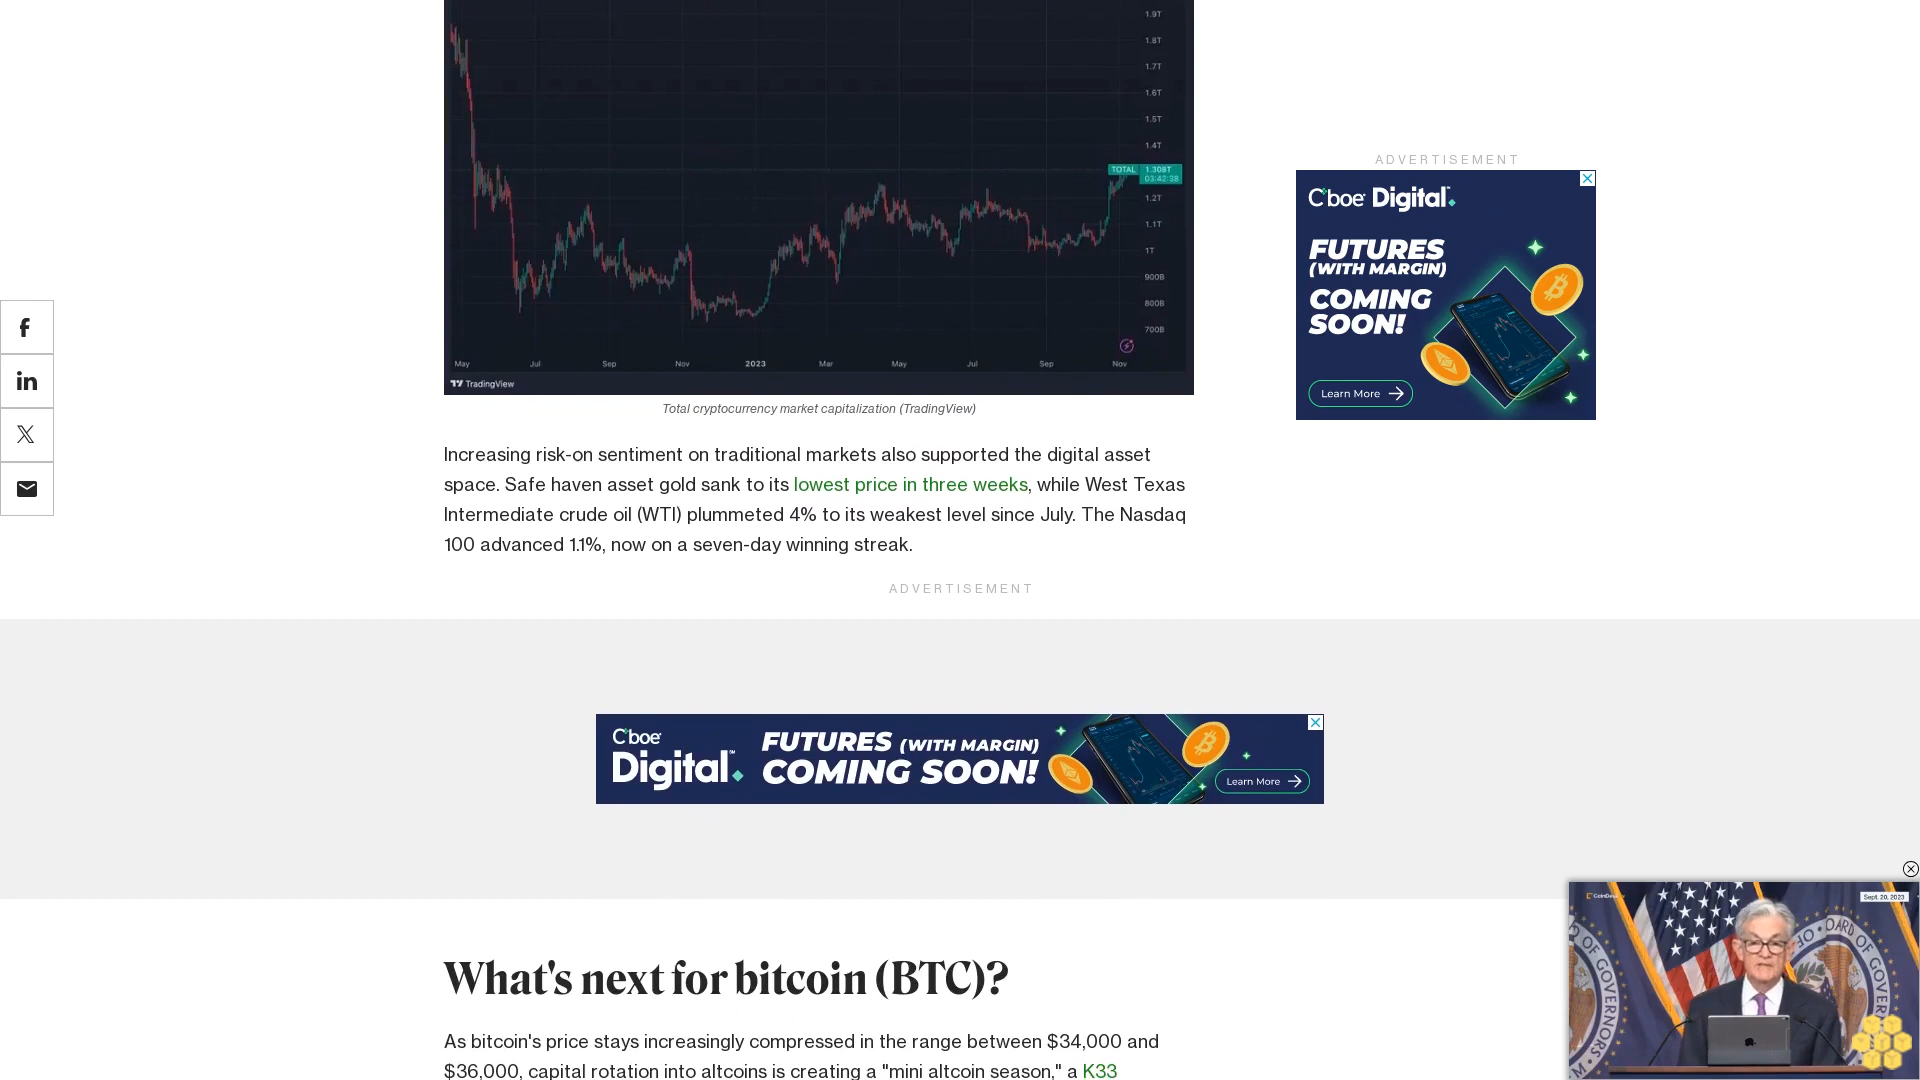 1.9T
1.8T
1.7T
1.6T
1.5T
1.4T
TOTAL 1.308T
03:42:38
1.2T
1.1T
1T
900B
800B
700B
May Jul Sep Nov 2023 Mar May Jul Sep Nov
TradingView
Total cryptocurrency market capitalization (TradingView)
Increasing risk-on sentiment on traditional markets also supported the digital asset
space. Safe haven asset gold sank to its lowest price in three weeks, while West Texas
Intermediate crude oil (WTI) plummeted 4% to its weakest level since July. The Nasdaq
100 advanced 1.1%, now on a seven-day winning streak.
ADVERTISEMENT
Cboe Digital
FUTURES
(WITH MARGIN)
COMING
SOON!
Learn More
ADVERTISEMENT
Cboe
Digital™
FUTURES (WITH MARGIN)
COMING SOON!
Learn More
What's next for bitcoin (BTC)?
As bitcoin's price stays increasingly compressed in the range between $34,000 and
$36,000, capital rotation into altcoins is creating a "mini altcoin season," a K33
CoinDesk
Sept. 20, 2023
OF GOVERNORS
BOARD OF